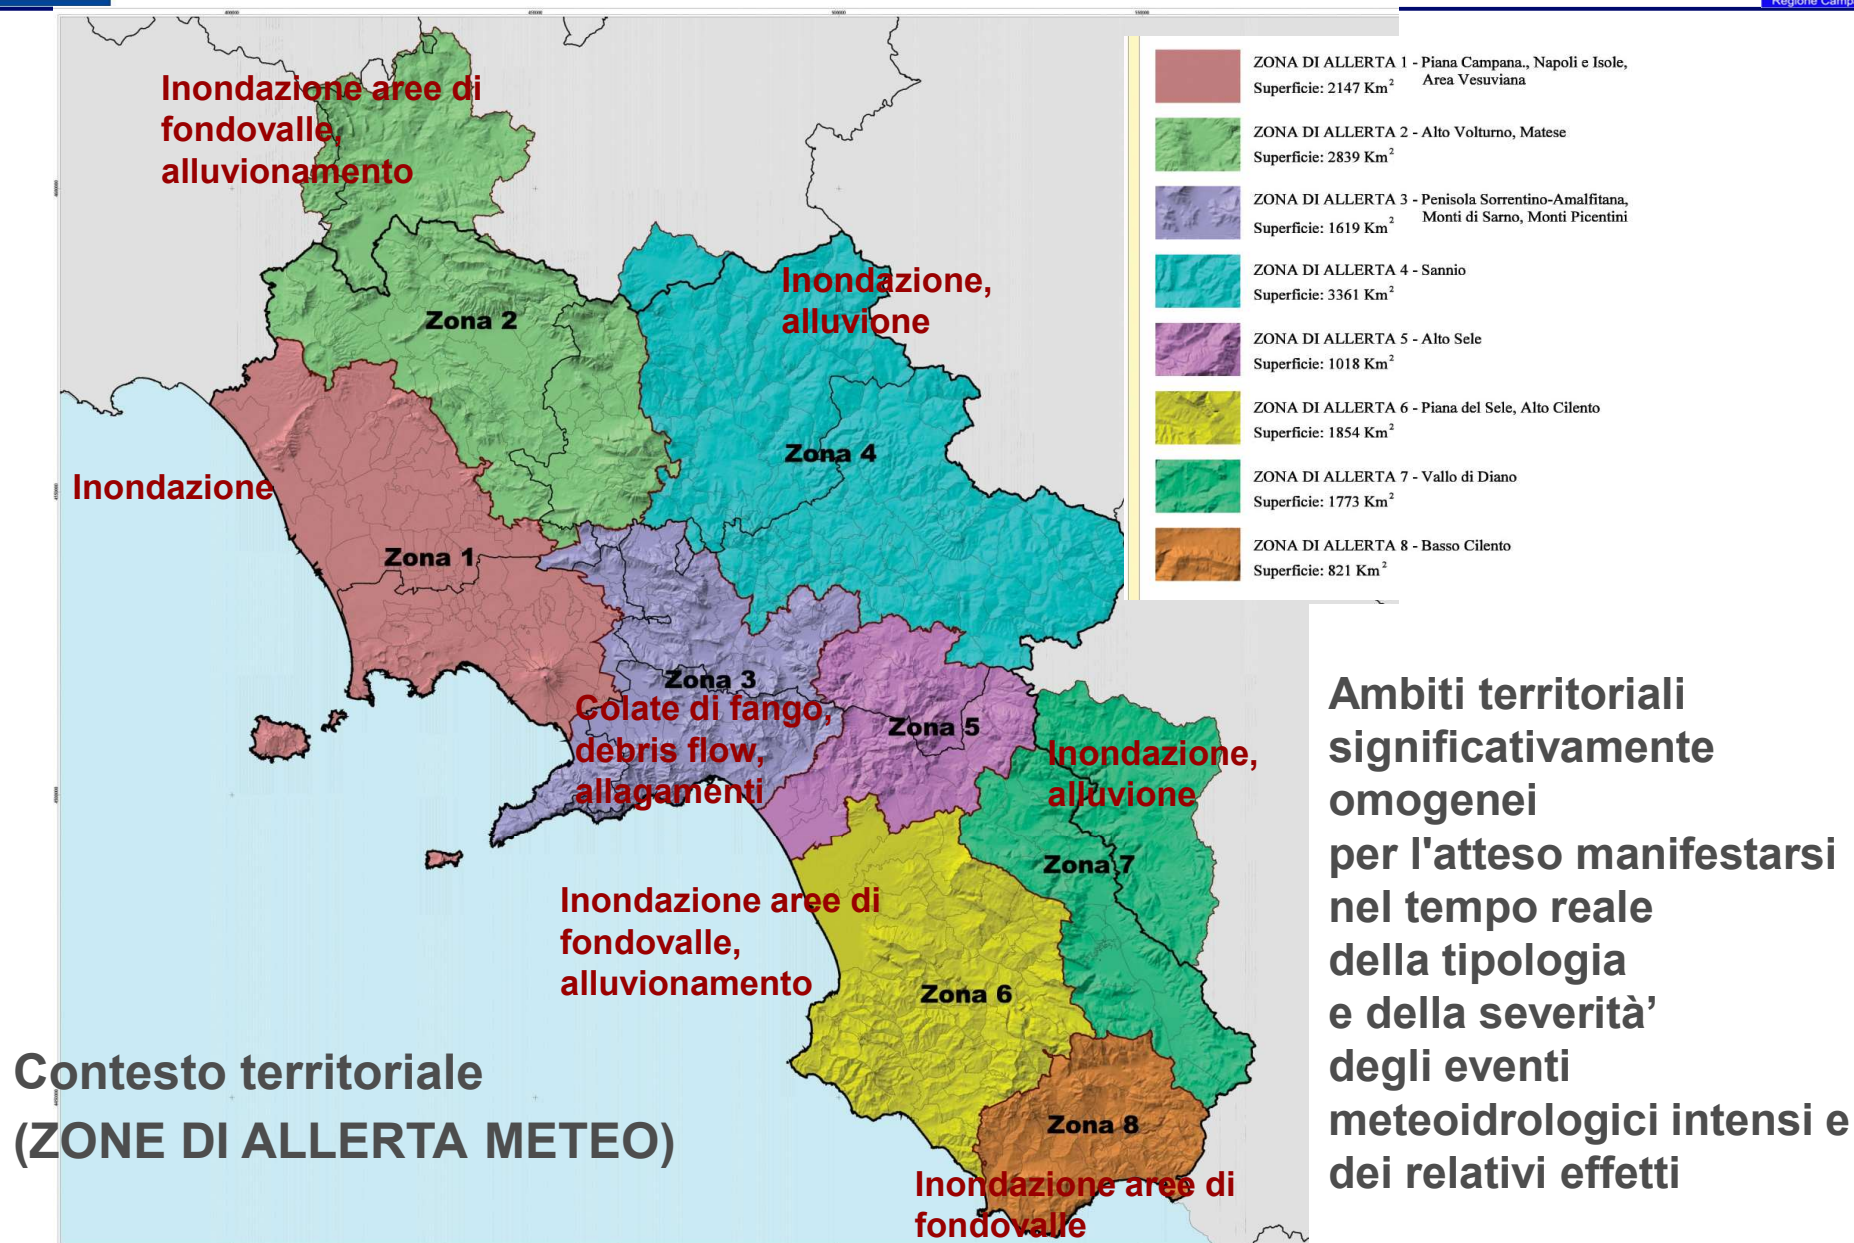 Regione Camp
Inondazione aree di
fondovalle,
alluvionamento
Inondazione,
alluvione
Zona 2
Zona 4
Inondazione
Zona 1
Zona 3
Colate di fango,
debris flow,
allagamenti
Zona 5
Inondazione,
alluvione
Zona 7
Inondazione aree di
fondovalle,
alluvionamento
Zona 6
Zona 8
Inondazione aree di
fondovalle
Contesto territoriale
(ZONE DI ALLERTA METEO)
ZONA DI ALLERTA 1 - Piana Campana., Napoli e Isole,
Area Vesuviana
Superficie: 2147 Km²
ZONA DI ALLERTA 2 - Alto Volturno, Matese
Superficie: 2839 Km²
ZONA DI ALLERTA 3 - Penisola Sorrentino-Amalfitana,
Monti di Sarno, Monti Picentini
Superficie: 1619 Km²
ZONA DI ALLERTA 4 - Sannio
Superficie: 3361 Km²
ZONA DI ALLERTA 5 - Alto Sele
Superficie: 1018 Km²
ZONA DI ALLERTA 6 - Piana del Sele, Alto Cilento
Superficie: 1854 Km²
ZONA DI ALLERTA 7 - Vallo di Diano
Superficie: 1773 Km²
ZONA DI ALLERTA 8 - Basso Cilento
Superficie: 821 Km²
Ambiti territoriali
significativamente
omogenei
per l'atteso manifestarsi
nel tempo reale
della tipologia
e della severità’
degli eventi
meteoidrologici intensi e
dei relativi effetti